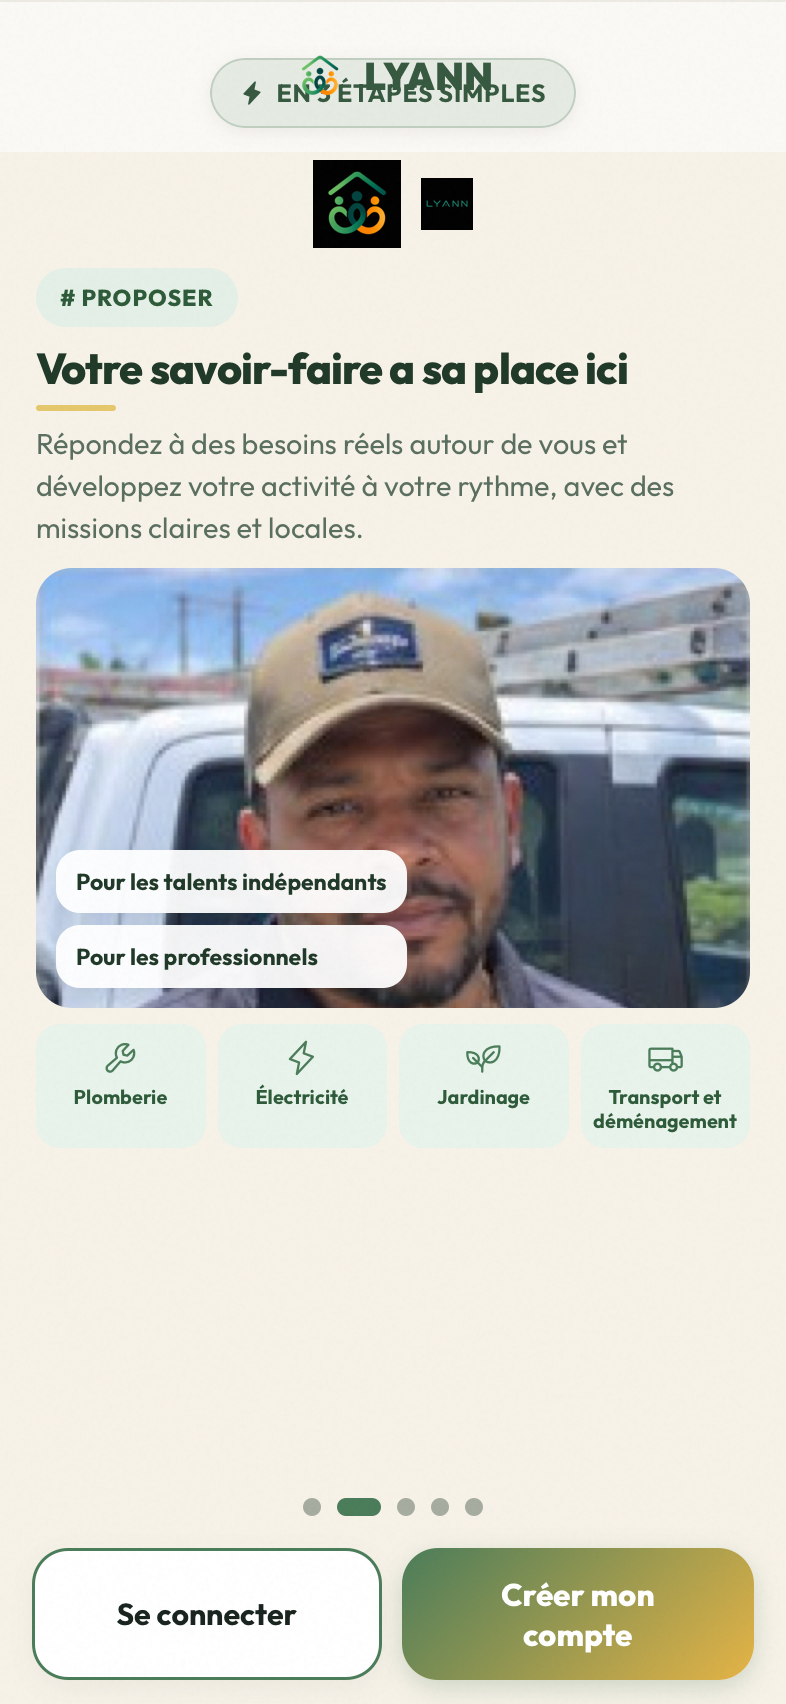 LYANN
EN 3 ÉTAPES SIMPLES
LYANN
# PROPOSER
Votre savoir-faire a sa place ici
Répondez à des besoins réels autour de vous et
développez votre activité à votre rythme, avec des
missions claires et locales.
Pour les talents indépendants
Pour les professionnels
Plomberie
Électricité
Jardinage
Transport et
déménagement
Se connecter
Créer mon
compte